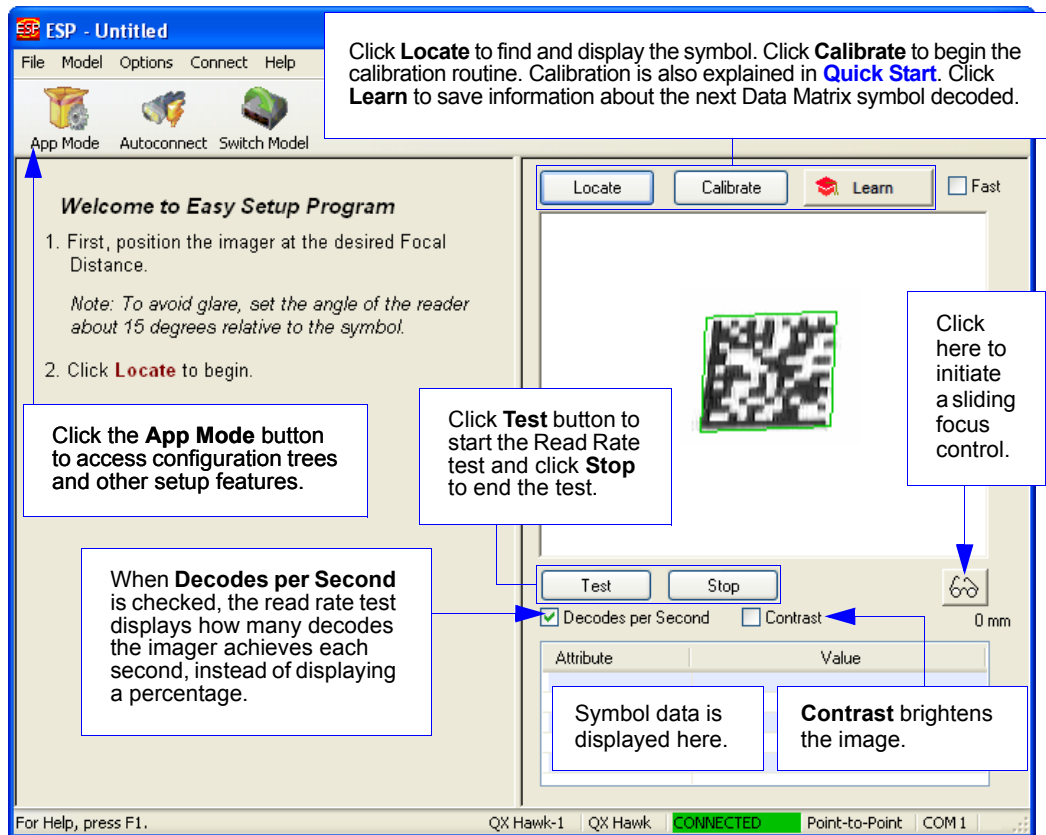 ESP - Untitled
File Model Options Connect Help
App Mode Autoconnect Switch Model
Click Locate to find and display the symbol. Click Calibrate to begin the
calibration routine. Calibration is also explained in Quick Start. Click
Learn to save information about the next Data Matrix symbol decoded.
Welcome to Easy Setup Program
1. First, position the imager at the desired Focal
Distance.
Note: To avoid glare, set the angle of the reader
about 15 degrees relative to the symbol.
2. Click Locate to begin.
Click the App Mode button
to access configuration trees
and other setup features.
Locate Calibrate Learn Fast
Click
here to
initiate
a sliding
focus
control.
Click Test button to
start the Read Rate
test and click Stop
to end the test.
When Decodes per Second
is checked, the read rate test
displays how many decodes
the imager achieves each
second, instead of displaying
a percentage.
Test Stop
Decodes per Second Contrast 0 mm
Attribute Value
Symbol data is
displayed here.
Contrast brightens
the image.
For Help, press F1. QX Hawk-1 QX Hawk CONNECTED Point-to-Point COM 1